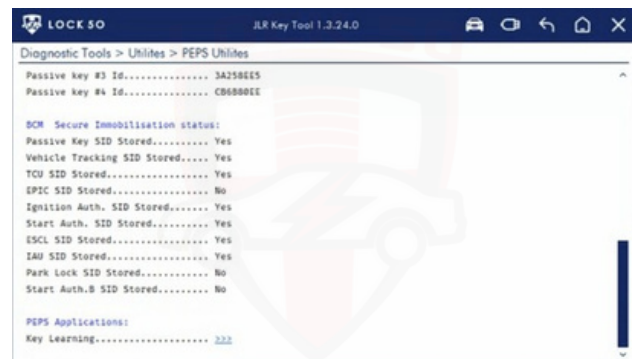 LOCK 50
JLR Key Tool 1.3.24.0
Diagnostic Tools > Utilites > PEPS Uhilites
Passive key #3 Id............... 3A258EE5
Passive key #4 Id............... CB6B80EE
BCM  Secure Immobilisation status:
Passive Key SID Stored.......... Yes
Vehicle Tracking SID Stored..... Yes
TCU SID Stored.................. Yes
EPIC SID Stored................. No
Ignition Auth. SID Stored....... Yes
Start Auth. SID Stored.......... Yes
ESCL SID Stored................. Yes
IAU SID Stored.................. Yes
Park Lock SID Stored............ No
Start Auth.B SID Stored......... No
PEPS Applications:
Key Learning.................... >>>